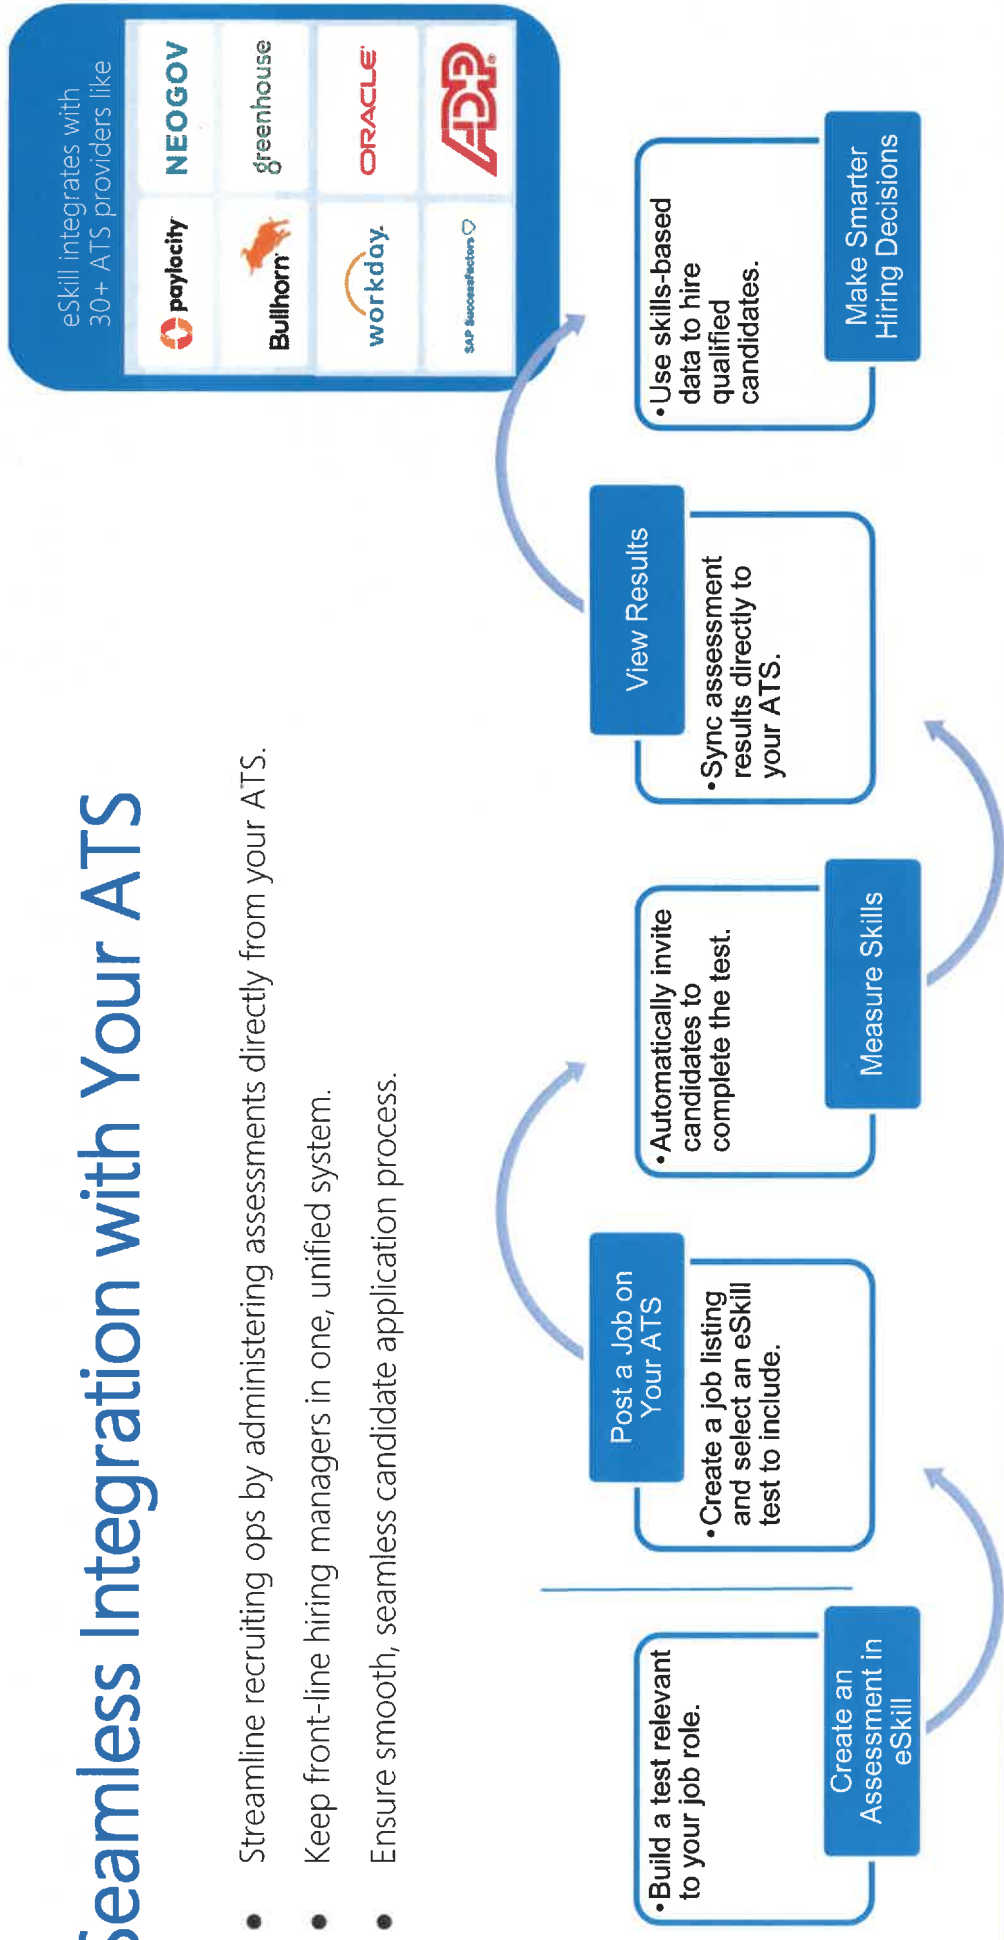 Seamless Integration with Your ATS
• Streamline recruiting ops by administering assessments directly from your ATS.
• Keep front-line hiring managers in one, unified system.
• Ensure smooth, seamless candidate application process.
eSkill integrates with
30+ ATS providers like
paylocity
NEOGOV
Bullhorn
greenhouse
workday.
ORACLE
SAP SuccessFactors
ADP
•Build a test relevant
to your job role.
Create an
Assessment in
eSkill
Post a Job on
Your ATS
•Create a job listing
and select an eSkill
test to include.
•Automatically invite
candidates to
complete the test.
Measure Skills
View Results
•Sync assessment
results directly to
your ATS.
•Use skills-based
data to hire
qualified
candidates.
Make Smarter
Hiring Decisions